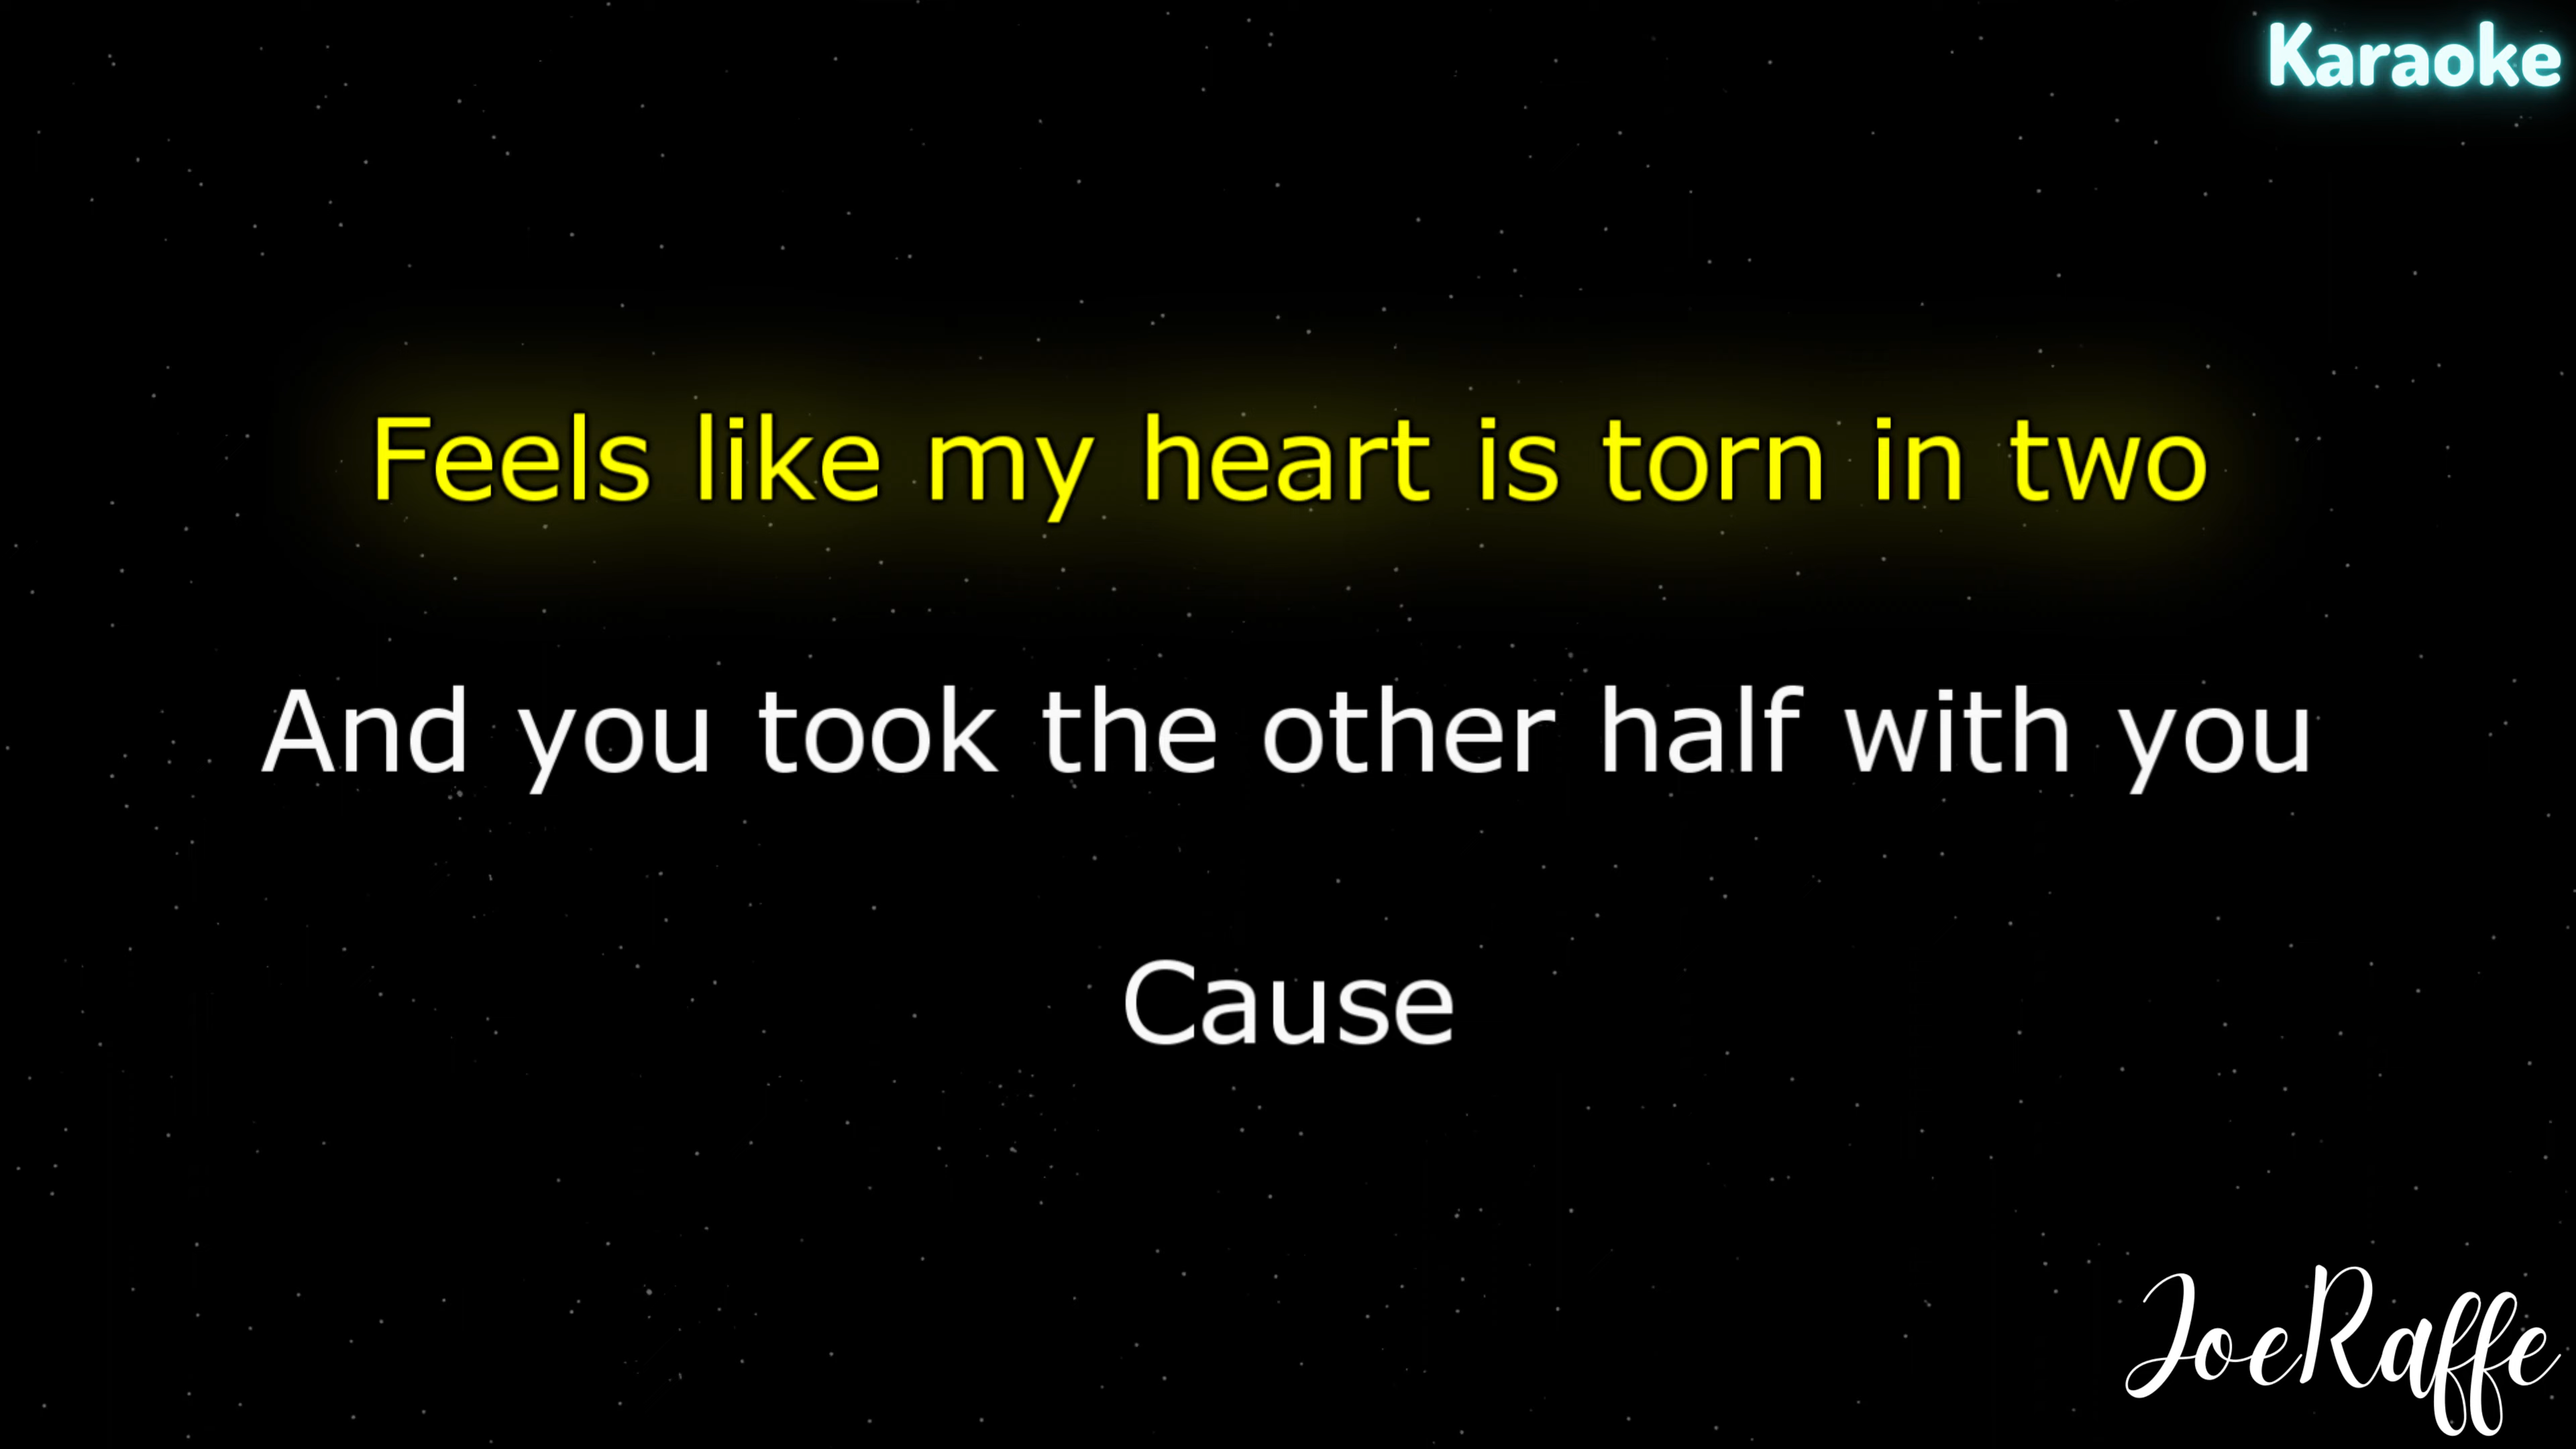 Karaoke
Feels like my heart is torn in two
And you took the other half with you
Cause
JoeRaffe